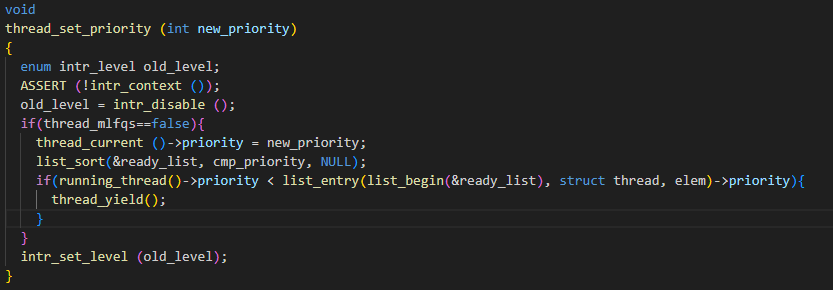 void
thread_set_priority (int new_priority)
{
  enum intr_level old_level;
  ASSERT (!intr_context ());
  old_level = intr_disable ();
  if(thread_mlfqs==false){
    thread_current ()->priority = new_priority;
    list_sort(&ready_list, cmp_priority, NULL);
    if(running_thread()->priority < list_entry(list_begin(&ready_list), struct thread, elem)->priority){
      thread_yield();
    }
  }
  intr_set_level (old_level);
}